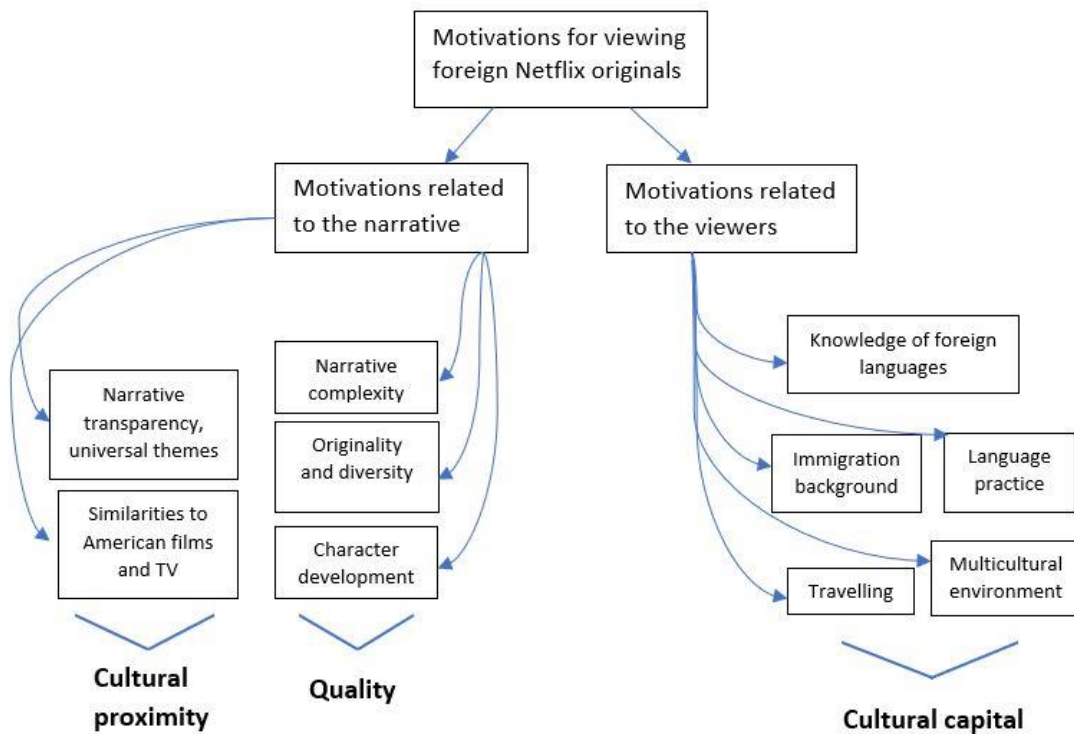 Motivations for viewing
foreign Netflix originals
Motivations related
to the narrative
Motivations related
to the viewers
Narrative
transparency,
universal themes
Similarities to
American films
and TV
Narrative
complexity
Originality
and diversity
Character
development
Knowledge of foreign
languages
Immigration
background
Language
practice
Travelling
Multicultural
environment
Cultural
proximity
Quality
Cultural capital